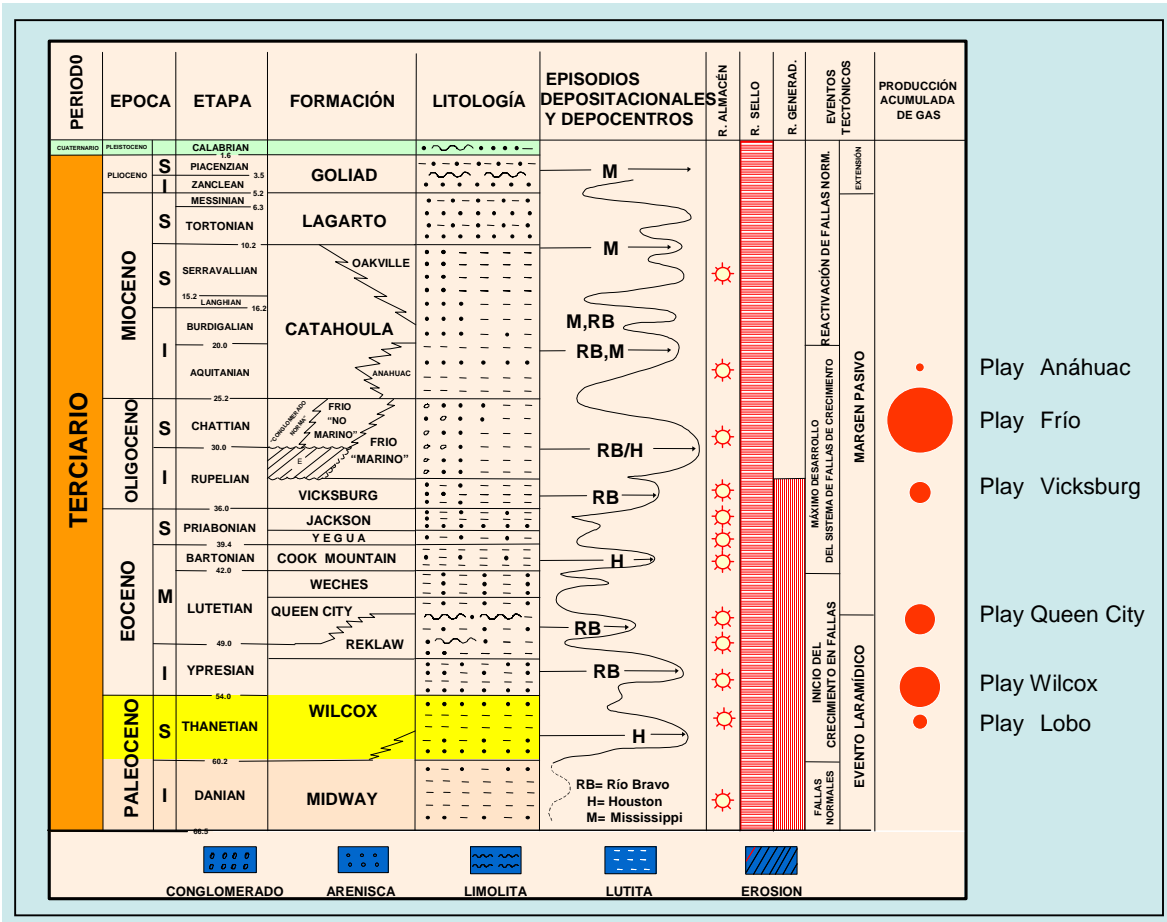 PERIODO
EPOCA
ETAPA
FORMACIÓN
LITOLOGÍA
EPISODIOS
DEPOSITACIONALES
Y DEPOCENTROS
R. ALMACÉN
R. SELLO
R. GENERAD.
EVENTOS
TECTÓNICOS
PRODUCCIÓN
ACUMULADA
DE GAS
CUATERNARIO
PLEISTOCENO
CALABRIAN
1.6
TERCIARIO
PLIOCENO
S
PIACENZIAN
3.5
I
ZANCLEAN
5.2
GOLIAD
M
EXTENSIÓN
MIOCENO
MESSINIAN
6.3
S
TORTONIAN
10.2
LAGARTO
M
S
SERRAVALLIAN
15.2
LANGHIAN
16.2
OAKVILLE
REACTIVACIÓN DE FALLAS NORM.
I
BURDIGALIAN
20.0
CATAHOULA
M,RB
RB,M
AQUITANIAN
25.2
ANAHUAC
MARGEN PASIVO
Play Anáhuac
OLIGOCENO
S
CHATTIAN
30.0
"CONGLOMERADO
NORMA"
FRIO
"NO
MARINO"
FRIO
"MARINO"
E
RB/H
Play Frío
MÁXIMO DESARROLLO
DEL SISTEMA DE FALLAS DE CRECIMIENTO
I
RUPELIAN
36.0
VICKSBURG
RB
Play Vicksburg
EOCENO
S
PRIABONIAN
39.4
JACKSON
YEGUA
BARTONIAN
42.0
COOK MOUNTAIN
H
M
LUTETIAN
49.0
WECHES
QUEEN CITY
REKLAW
RB
Play Queen City
INICIO DEL
CRECIMIENTO EN FALLAS
EVENTO LARAMÍDICO
I
YPRESIAN
54.0
RB
Play Wilcox
PALEOCENO
S
THANETIAN
60.2
WILCOX
H
Play Lobo
I
DANIAN
66.5
MIDWAY
RB= Río Bravo
H= Houston
M= Mississippi
FALLAS
NORMALES
CONGLOMERADO
ARENISCA
LIMOLITA
LUTITA
EROSION